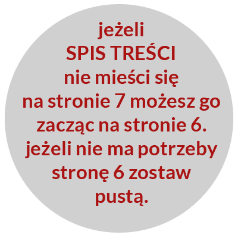 jeżeli
SPIS TREŚCI
nie mieści się
na stronie 7 możesz go
zacząc na stronie 6.
jeżeli nie ma potrzeby
stronę 6 zostaw
pustą.